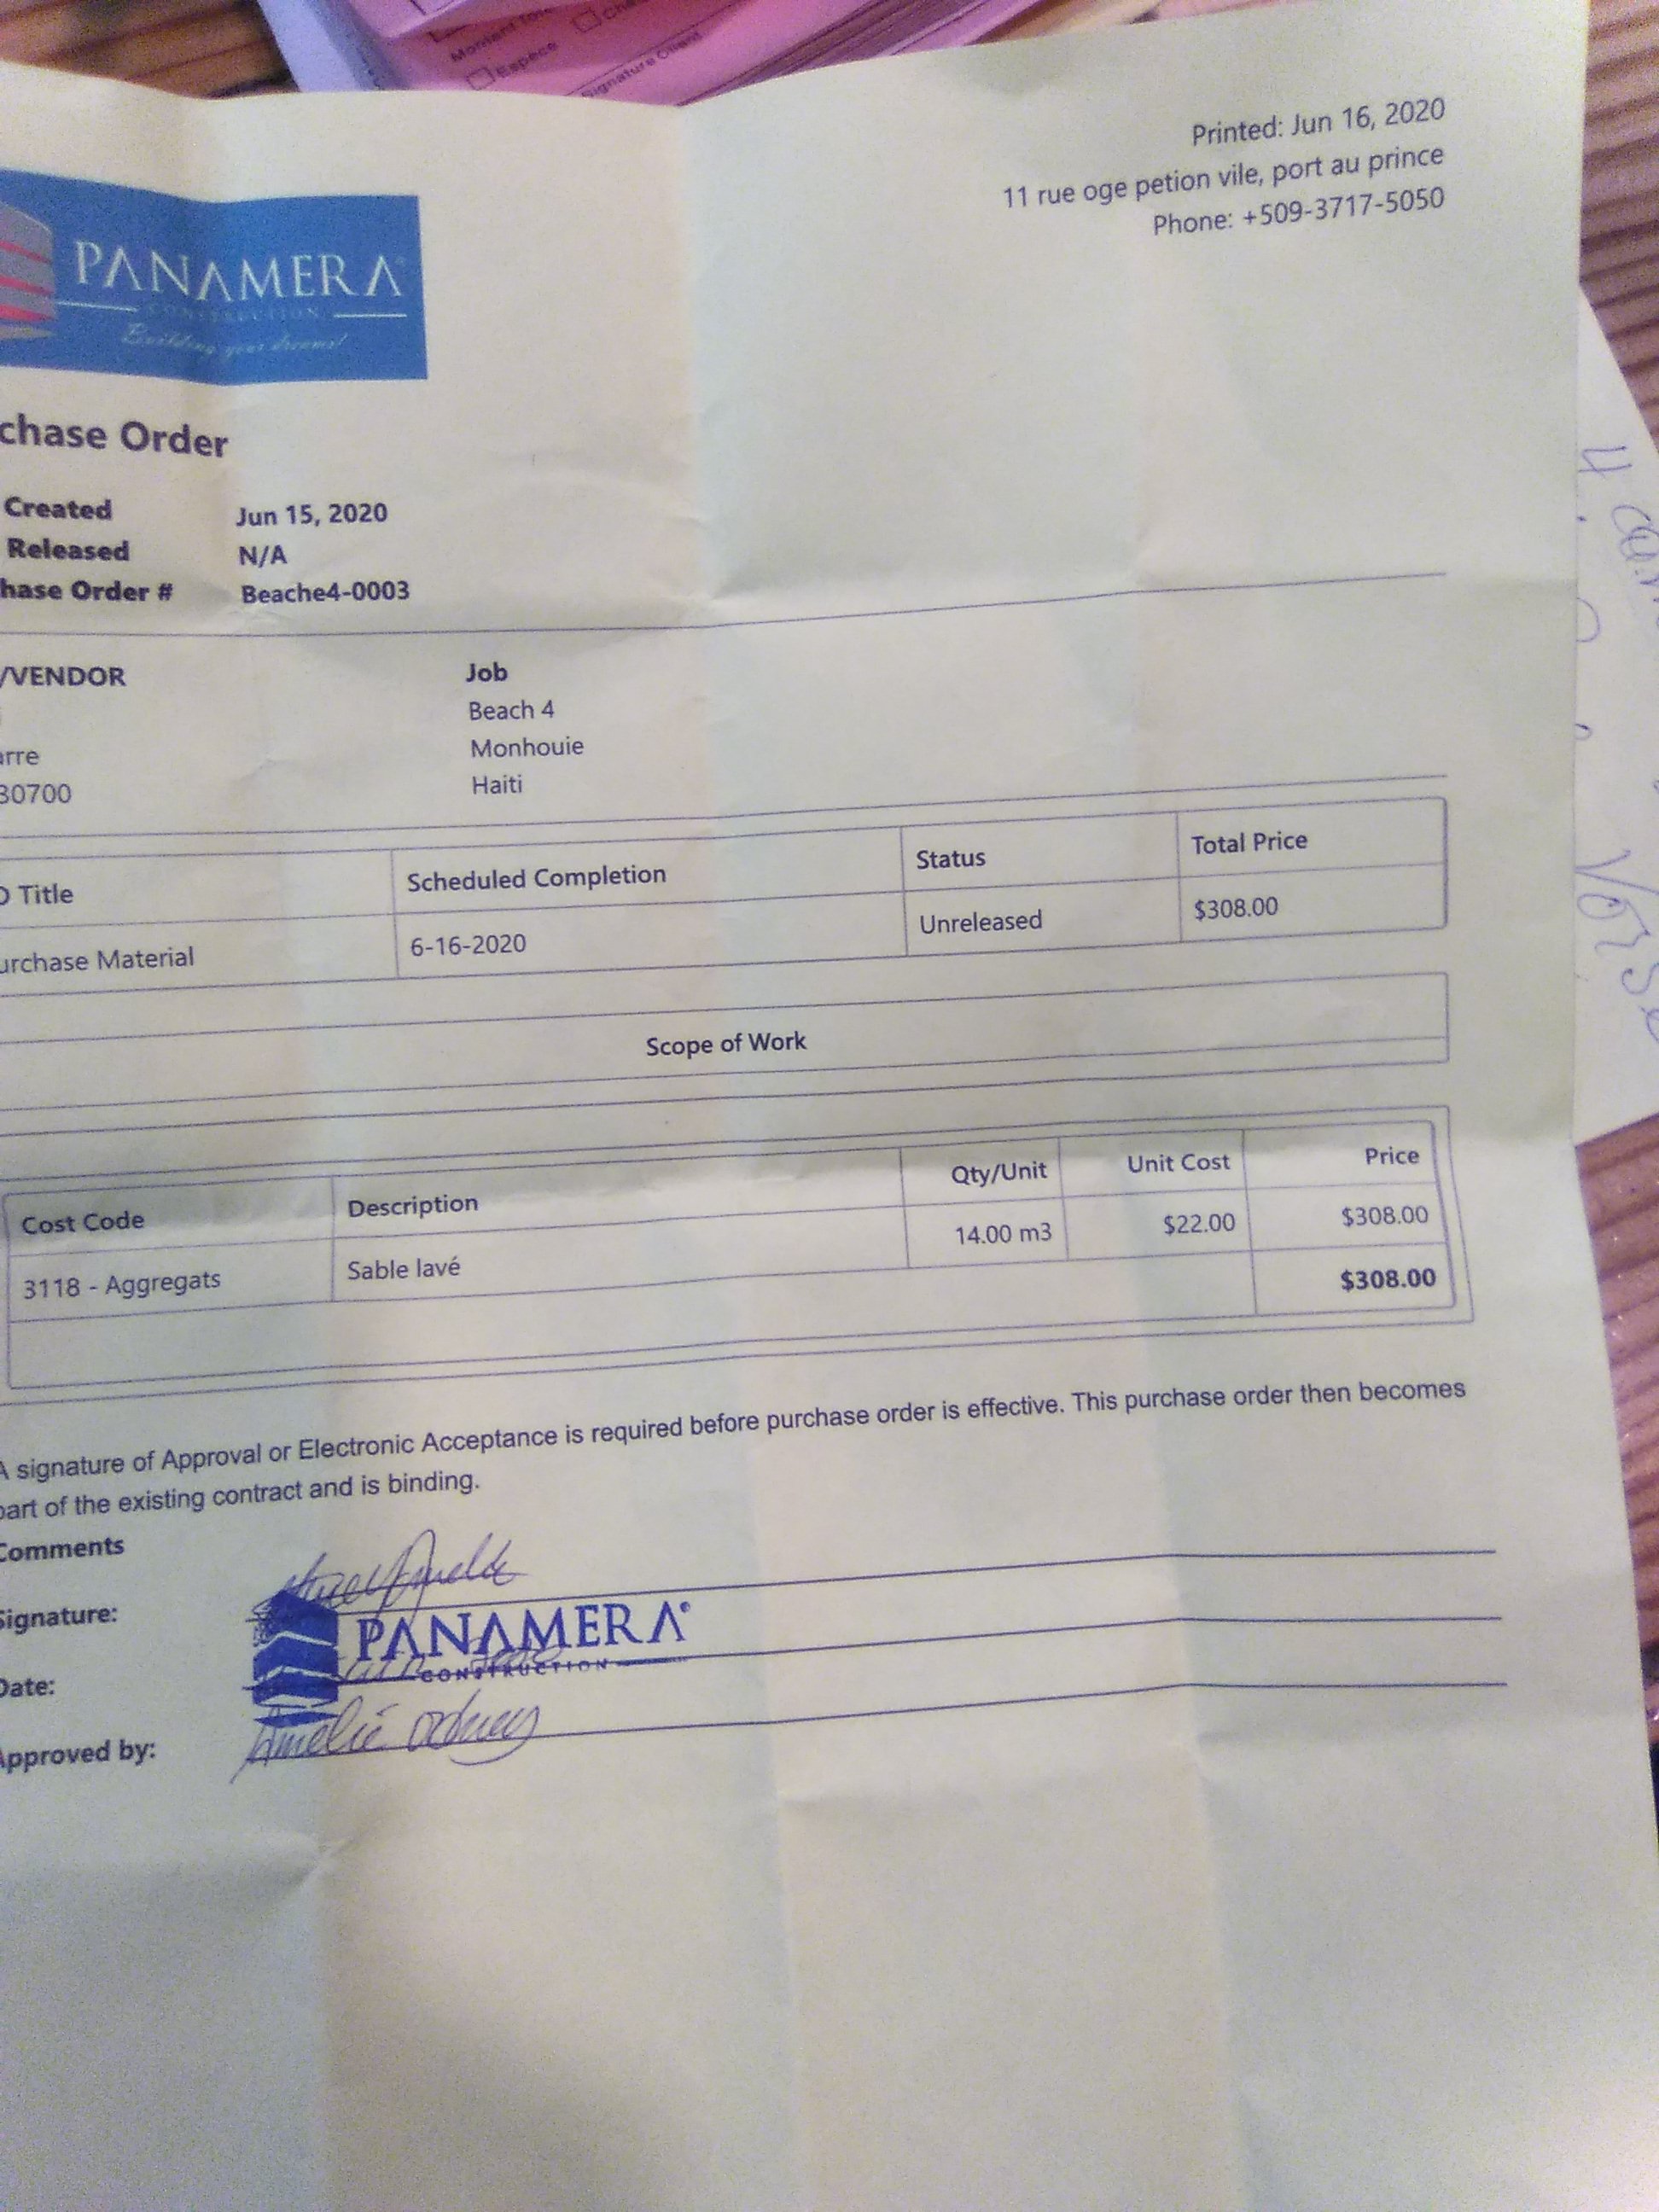 Moment
Espèce
Signature Client
Printed: Jun 16, 2020
11 rue oge petion vile, port au prince
Phone: +509-3717-5050
PANAMERA
CONSTRUCTION
Building your dreams!
chase Order
Created Jun 15, 2020
Released N/A
hase Order # Beache4-0003
/VENDOR Job
Beach 4
arre Monhouie
30700 Haiti
O Title Scheduled Completion Status Total Price
urchase Material 6-16-2020 Unreleased $308.00
Scope of Work
Cost Code Description Qty/Unit Unit Cost Price
3118 - Aggregats Sable lavé 14.00 m3 $22.00 $308.00
$308.00
A signature of Approval or Electronic Acceptance is required before purchase order is effective. This purchase order then becomes
part of the existing contract and is binding.
Comments
Signature:
PANAMERA
CONSTRUCTION
Date:
Approved by: Amelie